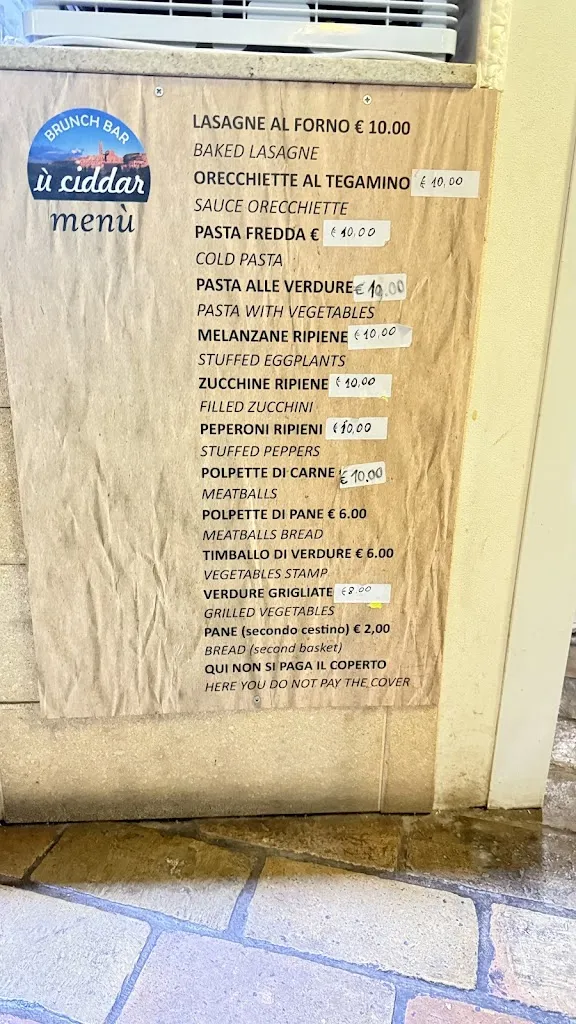 BRUNCH BAR
ù ciddar
menù
LASAGNE AL FORNO € 10.00
BAKED LASAGNE
ORECCHIETTE AL TEGAMINO € 10,00
SAUCE ORECCHIETTE
PASTA FREDDA € € 10,00
COLD PASTA
PASTA ALLE VERDURE € 10.00
PASTA WITH VEGETABLES
MELANZANE RIPIENE € 10,00
STUFFED EGGPLANTS
ZUCCHINE RIPIENE € 10,00
FILLED ZUCCHINI
PEPERONI RIPIENI € 10,00
STUFFED PEPPERS
POLPETTE DI CARNE € 10.00
MEATBALLS
POLPETTE DI PANE € 6.00
MEATBALLS BREAD
TIMBALLO DI VERDURE € 6.00
VEGETABLES STAMP
VERDURE GRIGLIATE € 8.00
GRILLED VEGETABLES
PANE (secondo cestino) € 2,00
BREAD (second basket)
QUI NON SI PAGA IL COPERTO
HERE YOU DO NOT PAY THE COVER